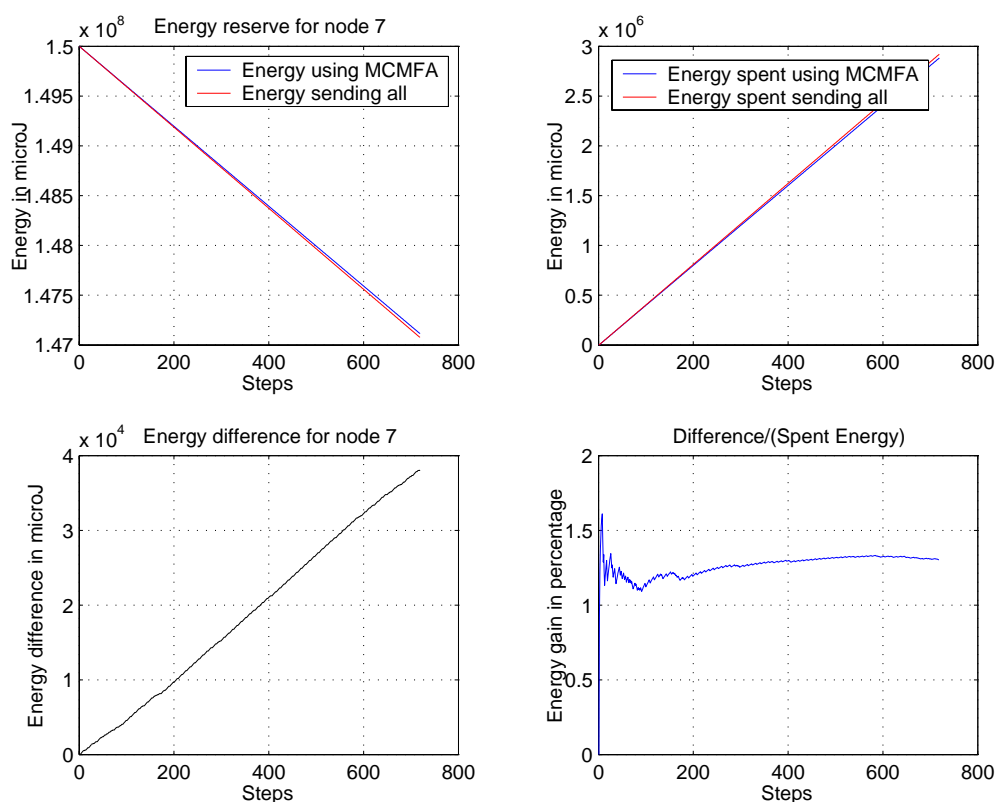 x 10^8
Energy reserve for node 7
1.5
1.495
1.49
1.485
1.48
1.475
1.47
Energy in microJ
Energy using MCMFA
Energy sending all
0 200 400 600 800
Steps
x 10^6
3
2.5
2
1.5
1
0.5
0
Energy in microJ
Energy spent using MCMFA
Energy spent sending all
0 200 400 600 800
Steps
x 10^4
Energy difference for node 7
4
3
2
1
0
Energy difference in microJ
0 200 400 600 800
Steps
Difference/(Spent Energy)
2
1.5
1
0.5
0
Energy gain in percentage
0 200 400 600 800
Steps